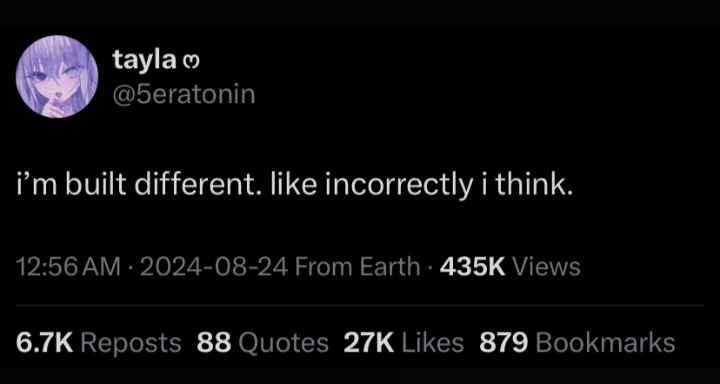 tayla ෆ
@5eratonin
i’m built different. like incorrectly i think.
12:56 AM · 2024-08-24 From Earth · 435K Views
6.7K Reposts 88 Quotes 27K Likes 879 Bookmarks